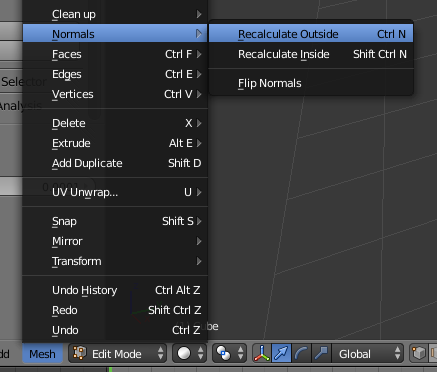 Clean up
Normals
Recalculate Outside Ctrl N
Faces Ctrl F
Recalculate Inside Shift Ctrl N
Edges Ctrl E
Selector
Flip Normals
Vertices Ctrl V
Analys
Delete X
Extrude Alt E
Add Duplicate Shift D
UV Unwrap... U
Snap Shift S
Mirror
Transform
Undo History Ctrl Alt Z
Redo Shift Ctrl Z
Undo Ctrl Z
be
dd Mesh Edit Mode Global